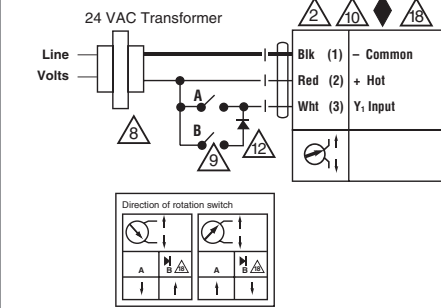 24 VAC Transformer
2 10 18
Line
Volts
Blk (1) – Common
Red (2) + Hot
Wht (3) Y₁ Input
A
B
8
9
12
Direction of rotation switch
A B 18 A B 18